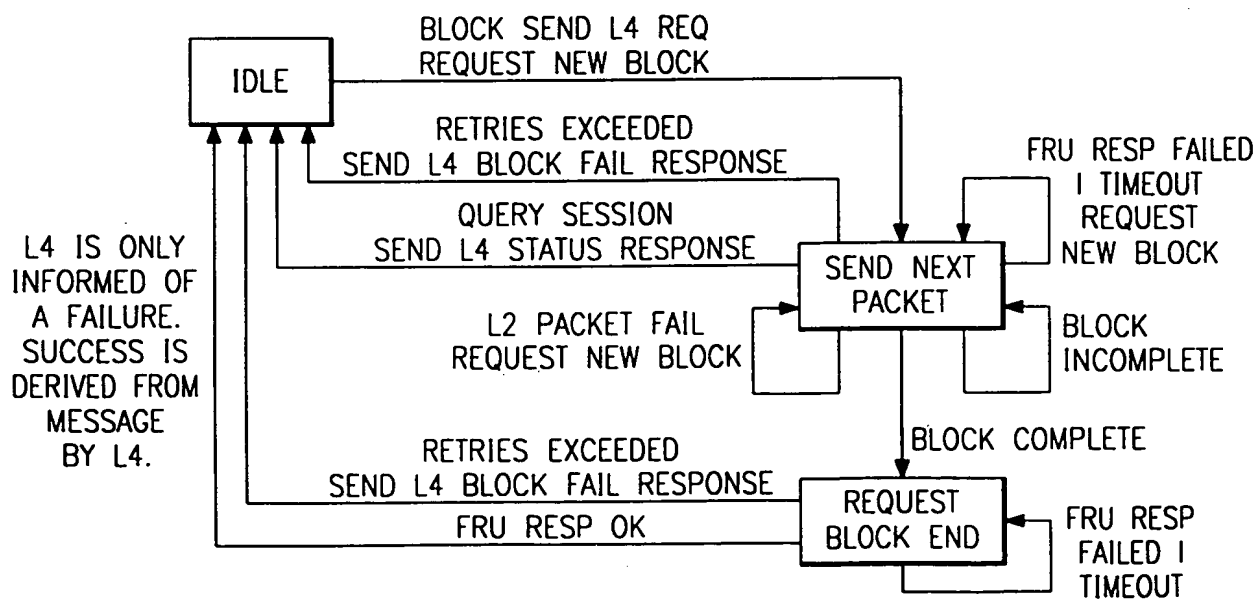 BLOCK SEND L4 REQ
REQUEST NEW BLOCK
IDLE
RETRIES EXCEEDED
SEND L4 BLOCK FAIL RESPONSE
FRU RESP FAILED
I TIMEOUT
REQUEST
NEW BLOCK
QUERY SESSION
SEND L4 STATUS RESPONSE
L4 IS ONLY
INFORMED OF
A FAILURE.
SUCCESS IS
DERIVED FROM
MESSAGE
BY L4.
SEND NEXT
PACKET
L2 PACKET FAIL
REQUEST NEW BLOCK
BLOCK
INCOMPLETE
BLOCK COMPLETE
RETRIES EXCEEDED
SEND L4 BLOCK FAIL RESPONSE
FRU RESP OK
REQUEST
BLOCK END
FRU RESP
FAILED I
TIMEOUT